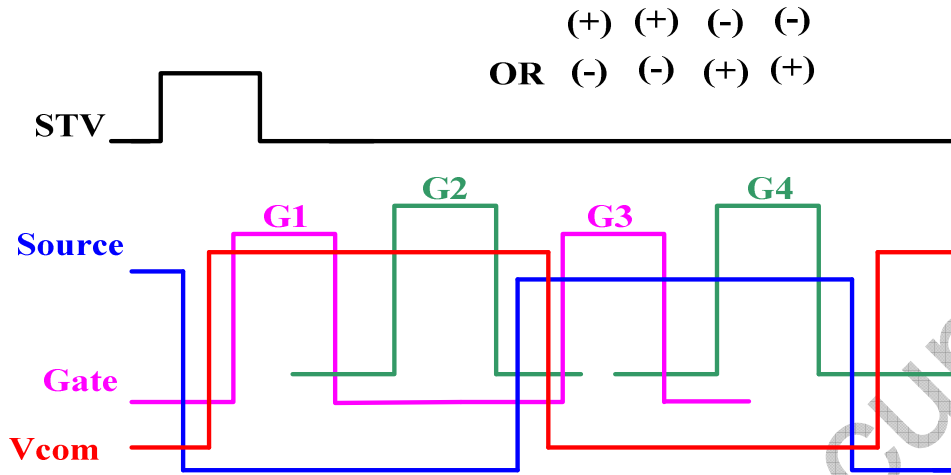 (+) (+) (-) (-)
OR (-) (-) (+) (+)
STV
G1 G2 G3 G4
Source
Gate
Vcom